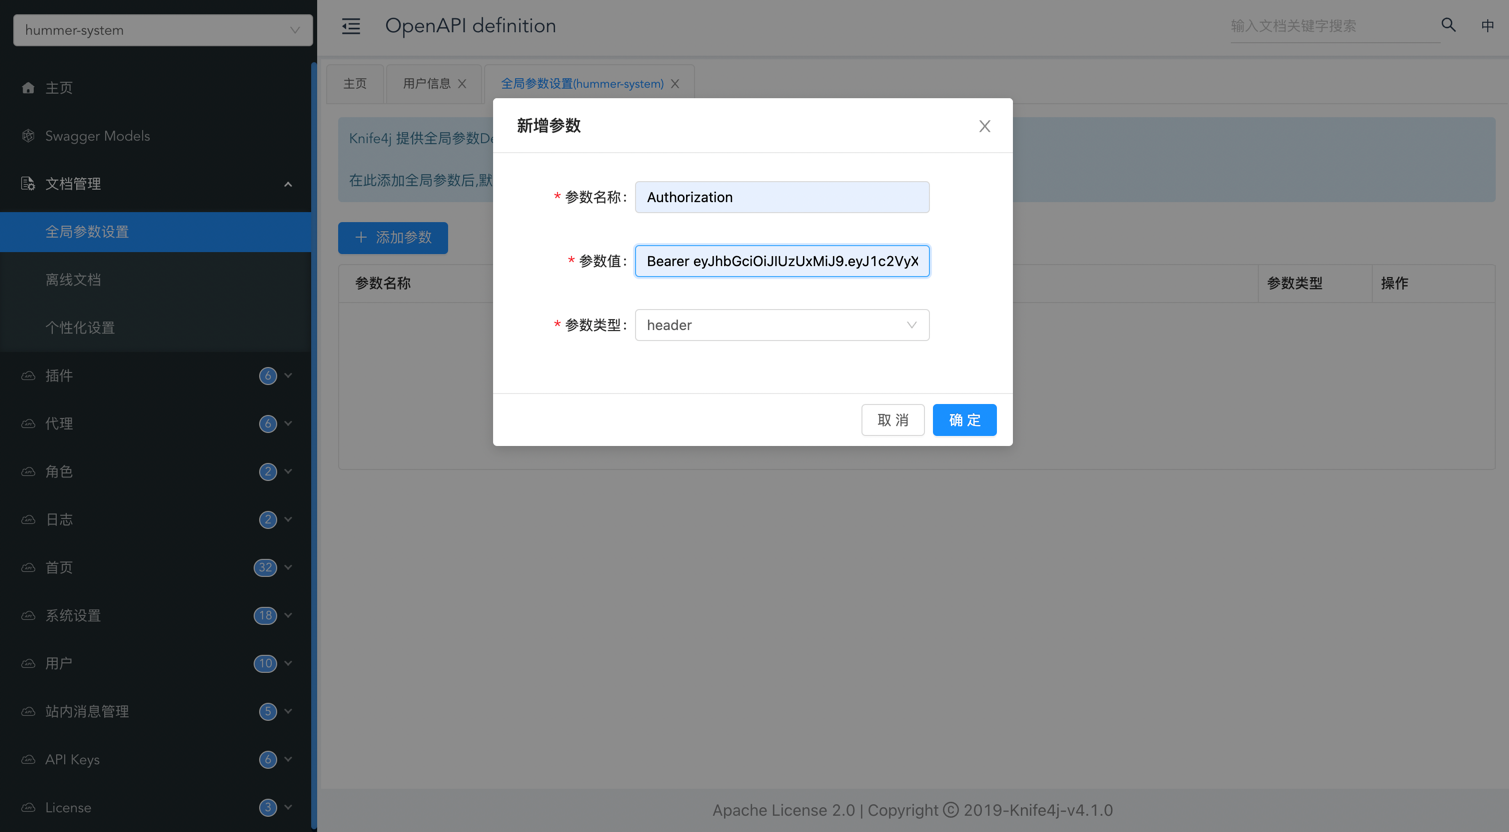 hummer-system
OpenAPI definition
输入文档关键字搜索
中
主页
用户信息
全局参数设置(hummer-system)
主页
Swagger Models
文档管理
全局参数设置
离线文档
个性化设置
插件 6
代理 6
角色 2
日志 2
首页 32
系统设置 18
用户 10
站内消息管理 5
API Keys 6
License 3
Knife4j 提供全局参数De
在此添加全局参数后,默
添加参数
参数名称
参数类型
操作
新增参数
* 参数名称: Authorization
* 参数值: Bearer eyJhbGciOiJIUzUxMiJ9.eyJ1c2VyX
* 参数类型: header
取 消
确 定
Apache License 2.0 | Copyright © 2019-Knife4j-v4.1.0